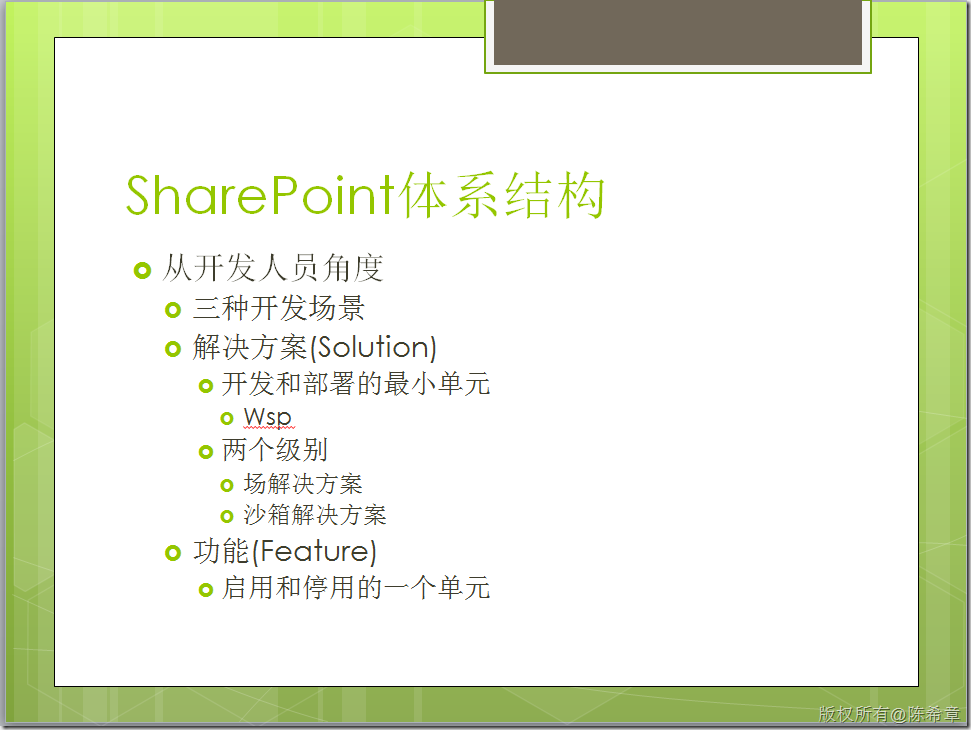 SharePoint体系结构
从开发人员角度
三种开发场景
解决方案(Solution)
开发和部署的最小单元
Wsp
两个级别
场解决方案
沙箱解决方案
功能(Feature)
启用和停用的一个单元
版权所有@陈希章